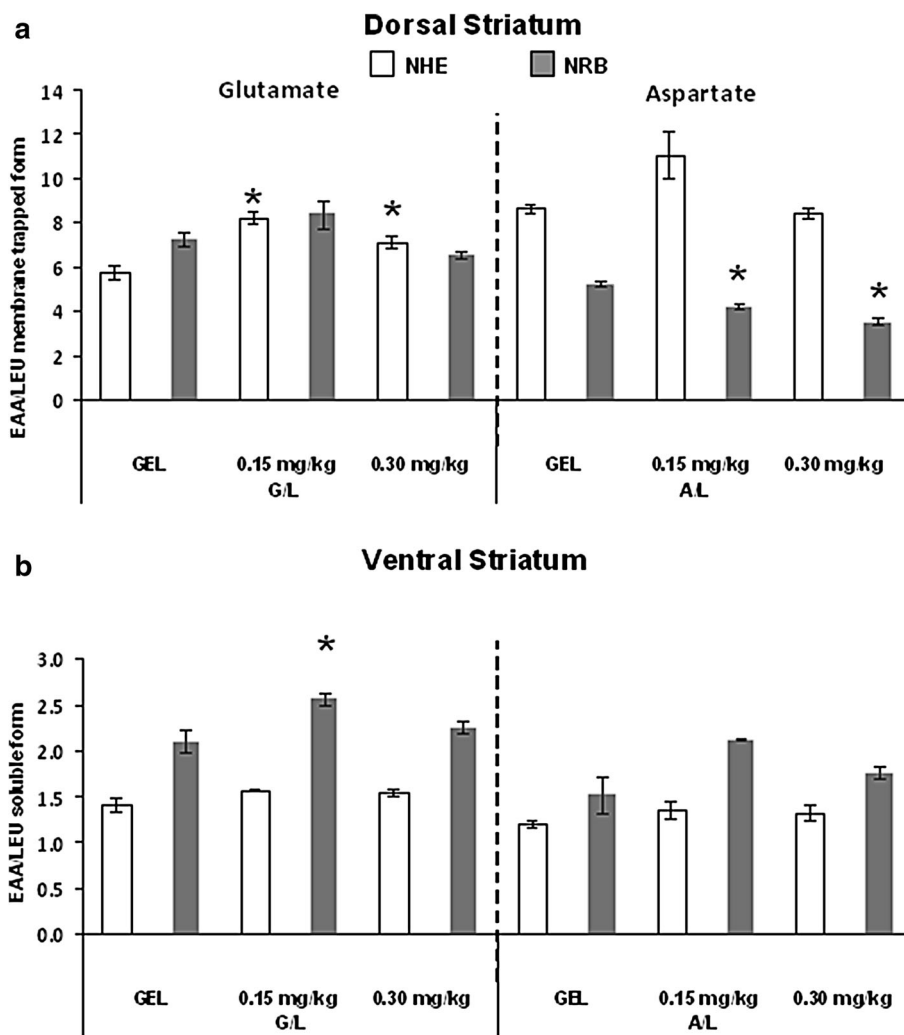 a
Dorsal Striatum
NHE NRB
Glutamate Aspartate
EAA/LEU membrane trapped form
14
12
10
8
6
4
2
0
* * * *
GEL 0.15 mg/kg 0.30 mg/kg GEL 0.15 mg/kg 0.30 mg/kg
G/L A/L
b
Ventral Striatum
EAA/LEU solubleform
3.0
2.5
2.0
1.5
1.0
0.5
0.0
*
GEL 0.15 mg/kg 0.30 mg/kg GEL 0.15 mg/kg 0.30 mg/kg
G/L A/L